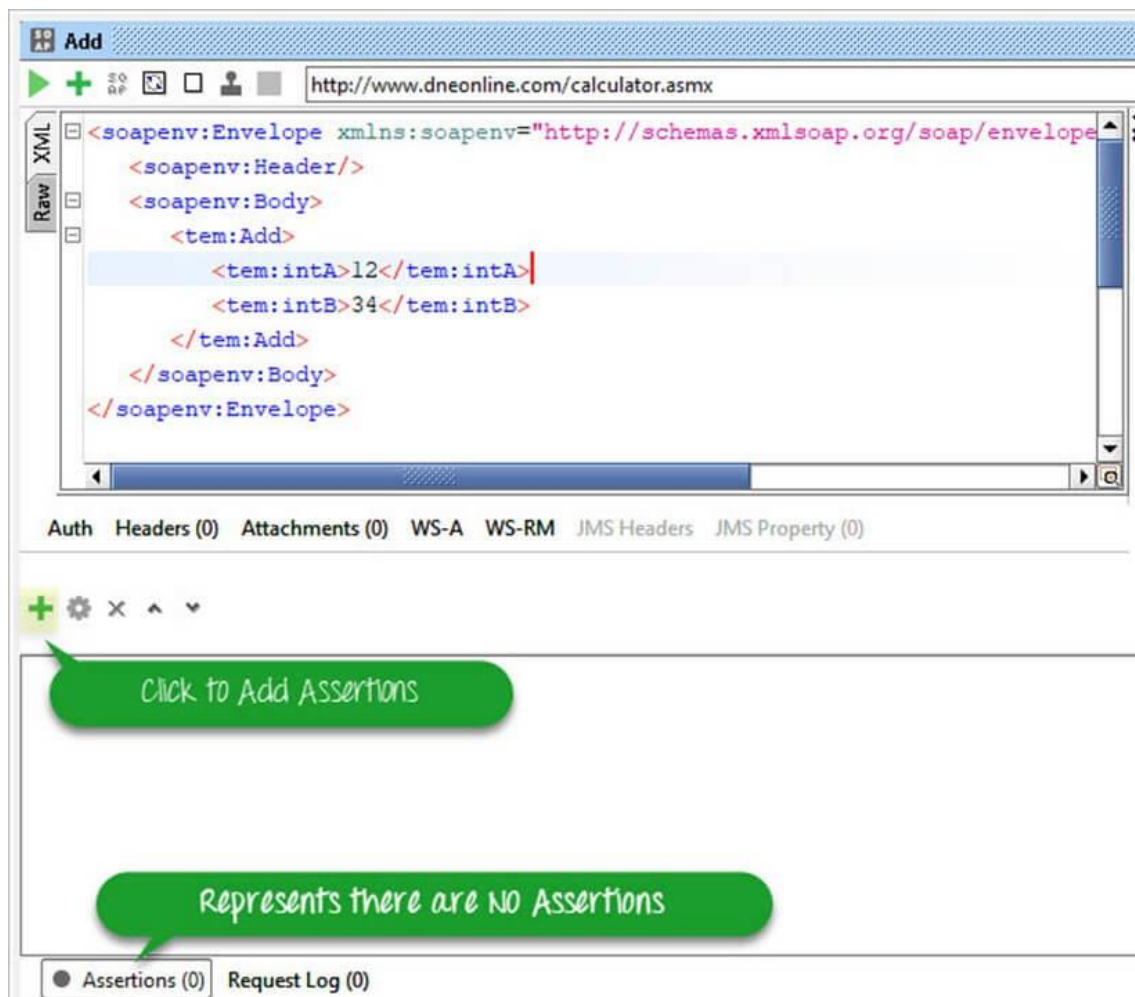 Add
http://www.dneonline.com/calculator.asmx
XML
Raw
<soapenv:Envelope xmlns:soapenv="http://schemas.xmlsoap.org/soap/envelope
<soapenv:Header/>
<soapenv:Body>
<tem:Add>
<tem:intA>12</tem:intA>
<tem:intB>34</tem:intB>
</tem:Add>
</soapenv:Body>
</soapenv:Envelope>
Auth Headers (0) Attachments (0) WS-A WS-RM JMS Headers JMS Property (0)
Click to Add Assertions
Represents there are NO Assertions
Assertions (0) Request Log (0)